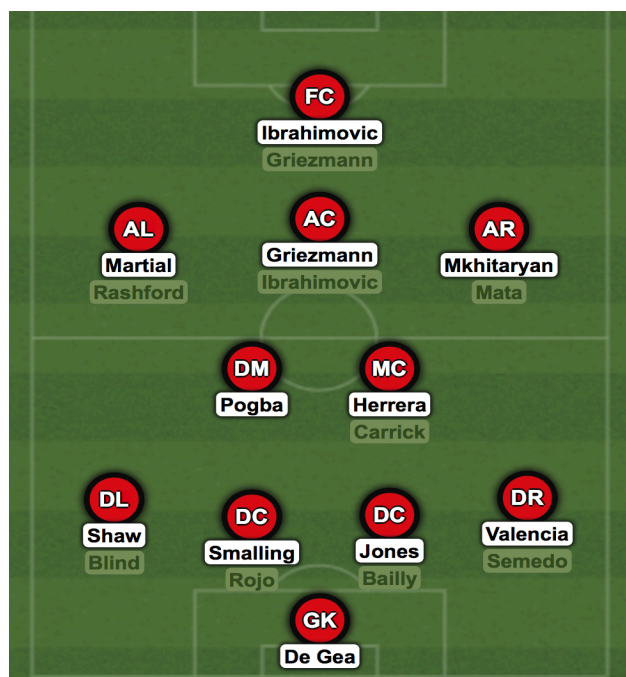 FC
Ibrahimovic
Griezmann
AL
Martial
Rashford
AC
Griezmann
Ibrahimovic
AR
Mkhitaryan
Mata
DM
Pogba
MC
Herrera
Carrick
DL
Shaw
Blind
DC
Smalling
Rojo
DC
Jones
Bailly
DR
Valencia
Semedo
GK
De Gea